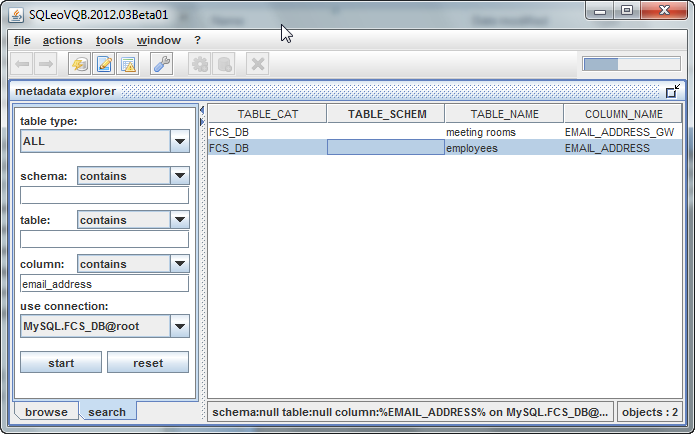 SQLeoVQB.2012.03Beta01
file actions tools window ?
metadata explorer
table type:
ALL
schema: contains
table: contains
column: contains
email_address
use connection:
MySQL.FCS_DB@root
start reset
browse search
TABLE_CAT TABLE_SCHEM TABLE_NAME COLUMN_NAME
FCS_DB meeting rooms EMAIL_ADDRESS_GW
FCS_DB employees EMAIL_ADDRESS
schema:null table:null column:%EMAIL_ADDRESS% on MySQL.FCS_DB@... objects : 2